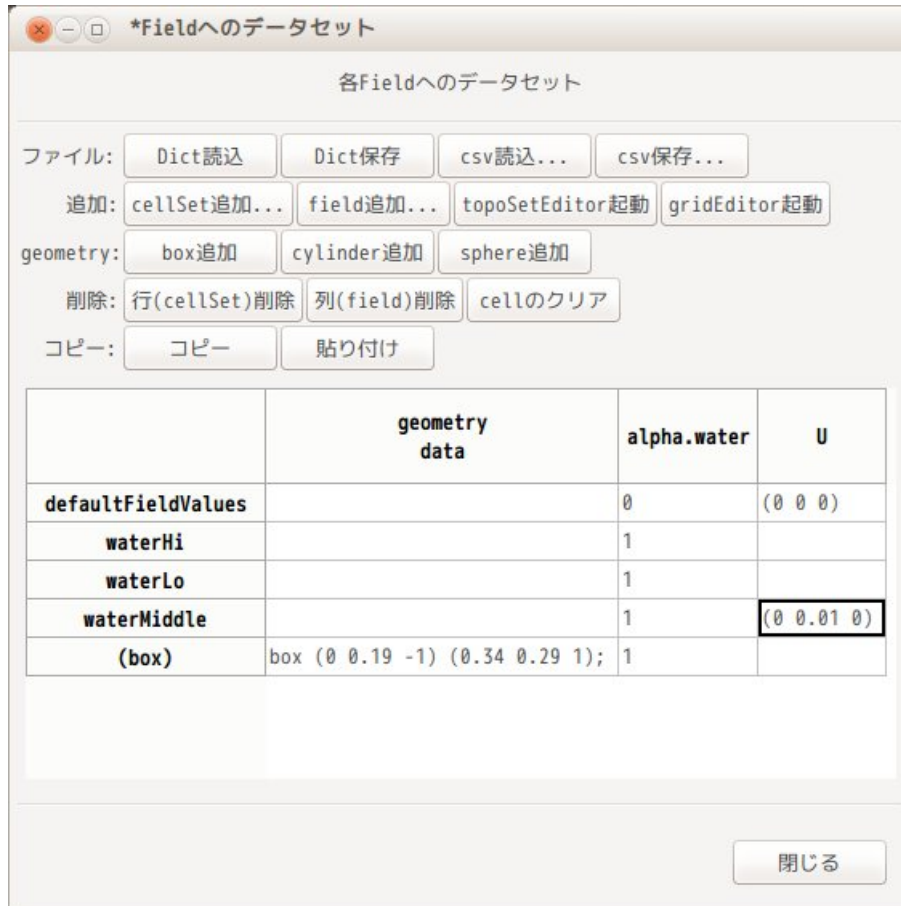 *Fieldへのデータセット
各Fieldへのデータセット
ファイル: Dict読込 Dict保存 csv読込... csv保存...
追加: cellSet追加... field追加... topoSetEditor起動 gridEditor起動
geometry: box追加 cylinder追加 sphere追加
削除: 行(cellSet)削除 列(field)削除 cellのクリア
コピー: コピー 貼り付け
geometry
data alpha.water U
defaultFieldValues 0 (0 0 0)
waterHi 1
waterLo 1
waterMiddle 1 (0 0.01 0)
(box) box (0 0.19 -1) (0.34 0.29 1); 1
閉じる